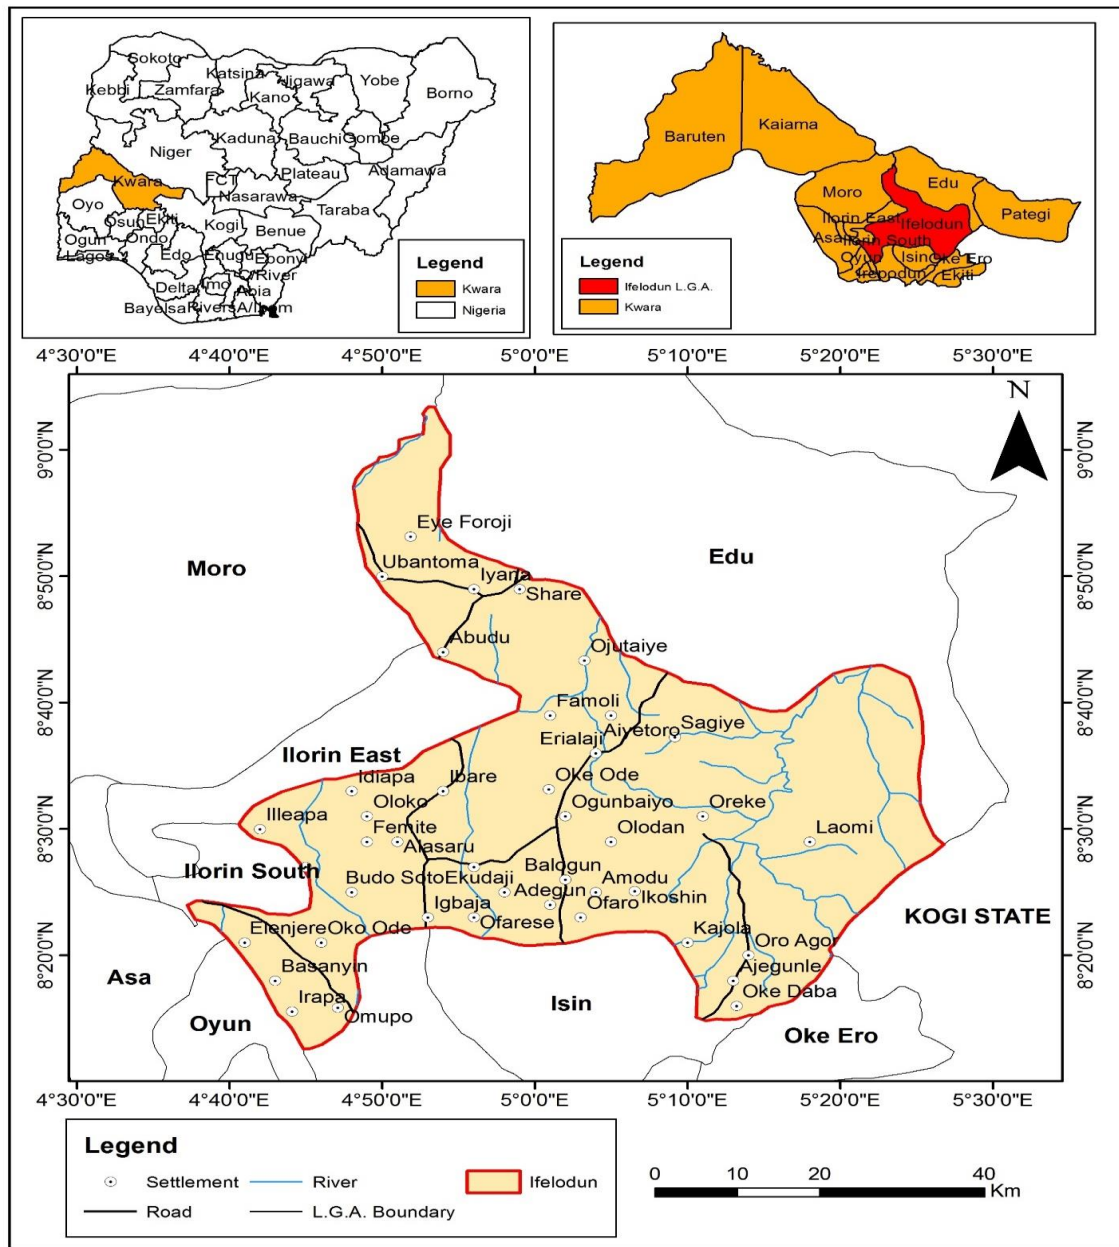 Sokoto
Katsina
Jigawa
Yobe
Kebbi
Zamfara
Kano
Borno
Kaduna
Bauchi
Gombe
Niger
Plateau
Adamawa
Kwara
FCT
Nasarawa
Oyo
Taraba
Osun
Ekiti
Kogi
Benue
Ogun
Ondo
Lagos
Edo
Enugu
Ebonyi
C/River
Delta
Imo
Abia
Bayelsa
Rivers
A/Ibom
Legend
Kwara
Nigeria
Baruten
Kaiama
Moro
Edu
Pategi
Ilorin East
Ifelodun
Asa
Ilorin South
Oyun
Isin
Oke Ero
Irepodun
Ekiti
Legend
Ifelodun L.G.A.
Kwara
4°30'0"E 4°40'0"E 4°50'0"E 5°0'0"E 5°10'0"E 5°20'0"E 5°30'0"E
N
9°0'0"N 9°0'0"N
8°50'0"N 8°50'0"N
8°40'0"N 8°40'0"N
8°30'0"N 8°30'0"N
8°20'0"N 8°20'0"N
Eye Foroji
Moro
Edu
Ubantoma
Iyana
Share
Abudu
Ojutaiye
Famoli
Aiyetoro
Sagiye
Erialaji
Ilorin East
Idiapa
Ibare
Oke Ode
Illeapa
Oloko
Ogunbaiyo
Oreke
Femite
Alasaru
Olodan
Laomi
Ilorin South
Budo Soto
Ekudaji
Balogun
Amodu
Adegun
Ikoshin
Igbaja
Ofarese
Ofaro
KOGI STATE
Elenjere
Oko Ode
Kajola
Oro Agor
Asa
Basanyin
Ajegunle
Irapa
Omupo
Isin
Oke Daba
Oyun
Oke Ero
4°30'0"E 4°40'0"E 4°50'0"E 5°0'0"E 5°10'0"E 5°20'0"E 5°30'0"E
Legend
Settlement
River
Ifelodun
Road
L.G.A. Boundary
0 10 20 40
Km